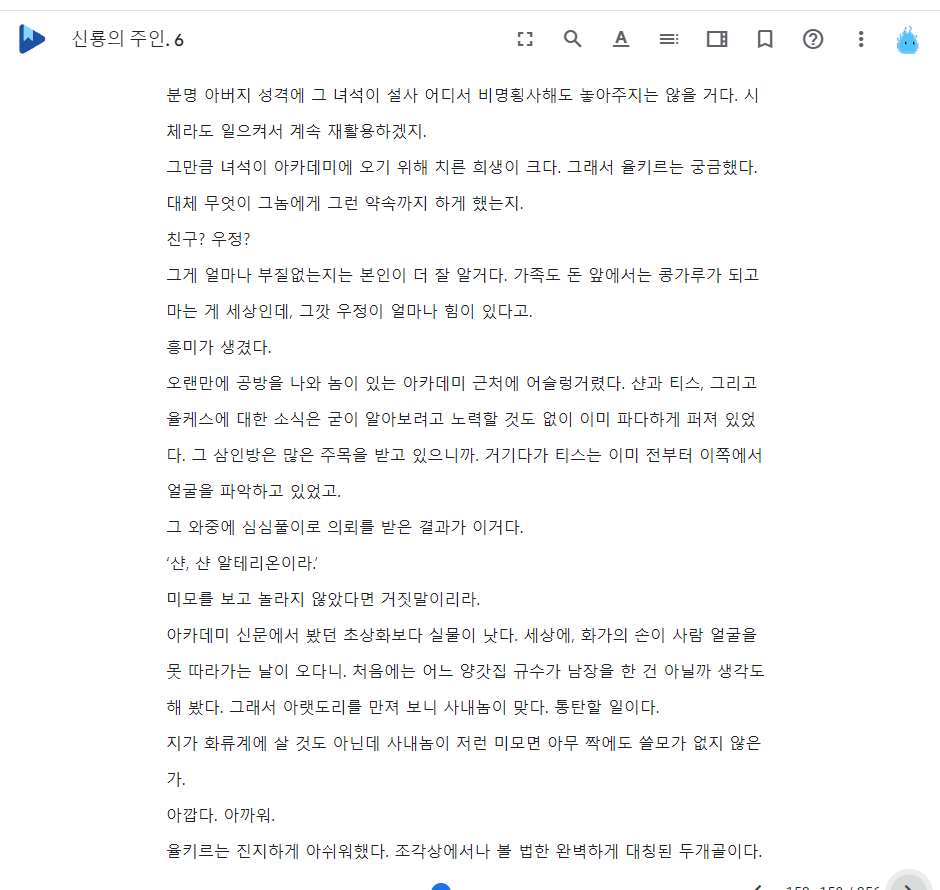 신룡의 주인. 6
분명 아버지 성격에 그 녀석이 설사 어디서 비명횡사해도 놓아주지는 않을 거다. 시
체라도 일으켜서 계속 재활용하겠지.
그만큼 녀석이 아카데미에 오기 위해 치른 희생이 크다. 그래서 율키르는 궁금했다.
대체 무엇이 그놈에게 그런 약속까지 하게 했는지.
친구? 우정?
그게 얼마나 부질없는지는 본인이 더 잘 알거다. 가족도 돈 앞에서는 콩가루가 되고
마는 게 세상인데, 그깟 우정이 얼마나 힘이 있다고.
흥미가 생겼다.
오랜만에 공방을 나와 놈이 있는 아카데미 근처에 어슬렁거렸다. 샨과 티스, 그리고
율케스에 대한 소식은 굳이 알아보려고 노력할 것도 없이 이미 파다하게 퍼져 있었
다. 그 삼인방은 많은 주목을 받고 있으니까. 거기다가 티스는 이미 전부터 이쪽에서
얼굴을 파악하고 있었고.
그 와중에 심심풀이로 의뢰를 받은 결과가 이거다.
‘샨, 샨 알테리온이라.’
미모를 보고 놀라지 않았다면 거짓말이리라.
아카데미 신문에서 봤던 초상화보다 실물이 낫다. 세상에, 화가의 손이 사람 얼굴을
못 따라가는 날이 오다니. 처음에는 어느 양갓집 규수가 남장을 한 건 아닐까 생각도
해 봤다. 그래서 아랫도리를 만져 보니 사내놈이 맞다. 통탄할 일이다.
지가 화류계에 살 것도 아닌데 사내놈이 저런 미모면 아무 짝에도 쓸모가 없지 않은
가.
아깝다. 아까워.
율키르는 진지하게 아쉬워했다. 조각상에서나 볼 법한 완벽하게 대칭된 두개골이다.